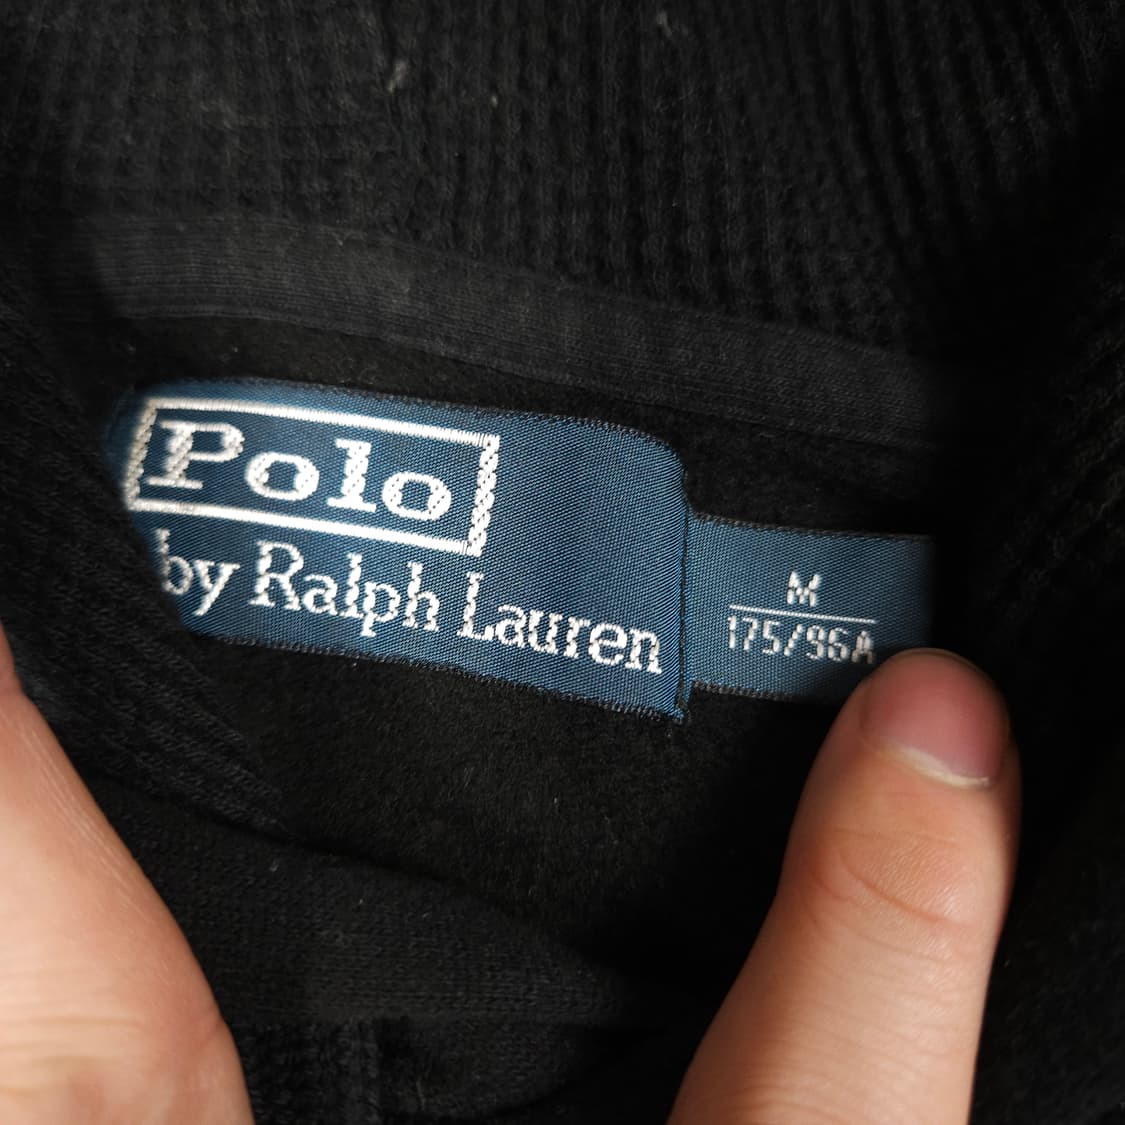 Polo
by Ralph Lauren
M
175/96A